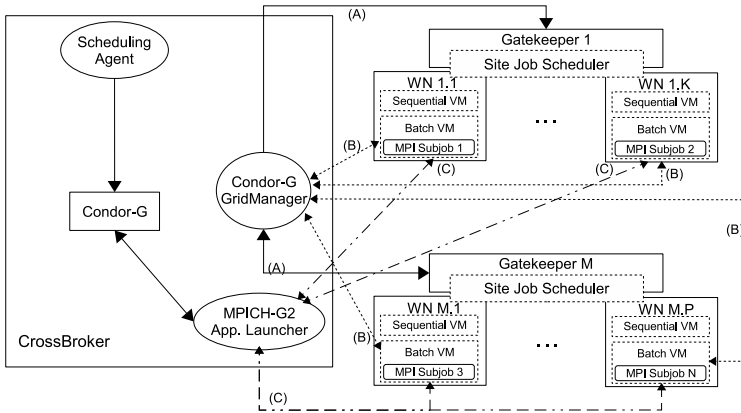 (A)
Scheduling
Agent
Gatekeeper 1
Site Job Scheduler
WN 1.1
Sequential VM
Batch VM
MPI Subjob 1
...
WN 1.K
Sequential VM
Batch VM
MPI Subjob 2
(B)
(C)
(C)
(B)
Condor-G
GridManager
Condor-G
(B)
(A)
Gatekeeper M
Site Job Scheduler
MPICH-G2
App. Launcher
WN M.1
Sequential VM
Batch VM
MPI Subjob 3
...
WN M.P
Sequential VM
Batch VM
MPI Subjob N
(B)
CrossBroker
(C)